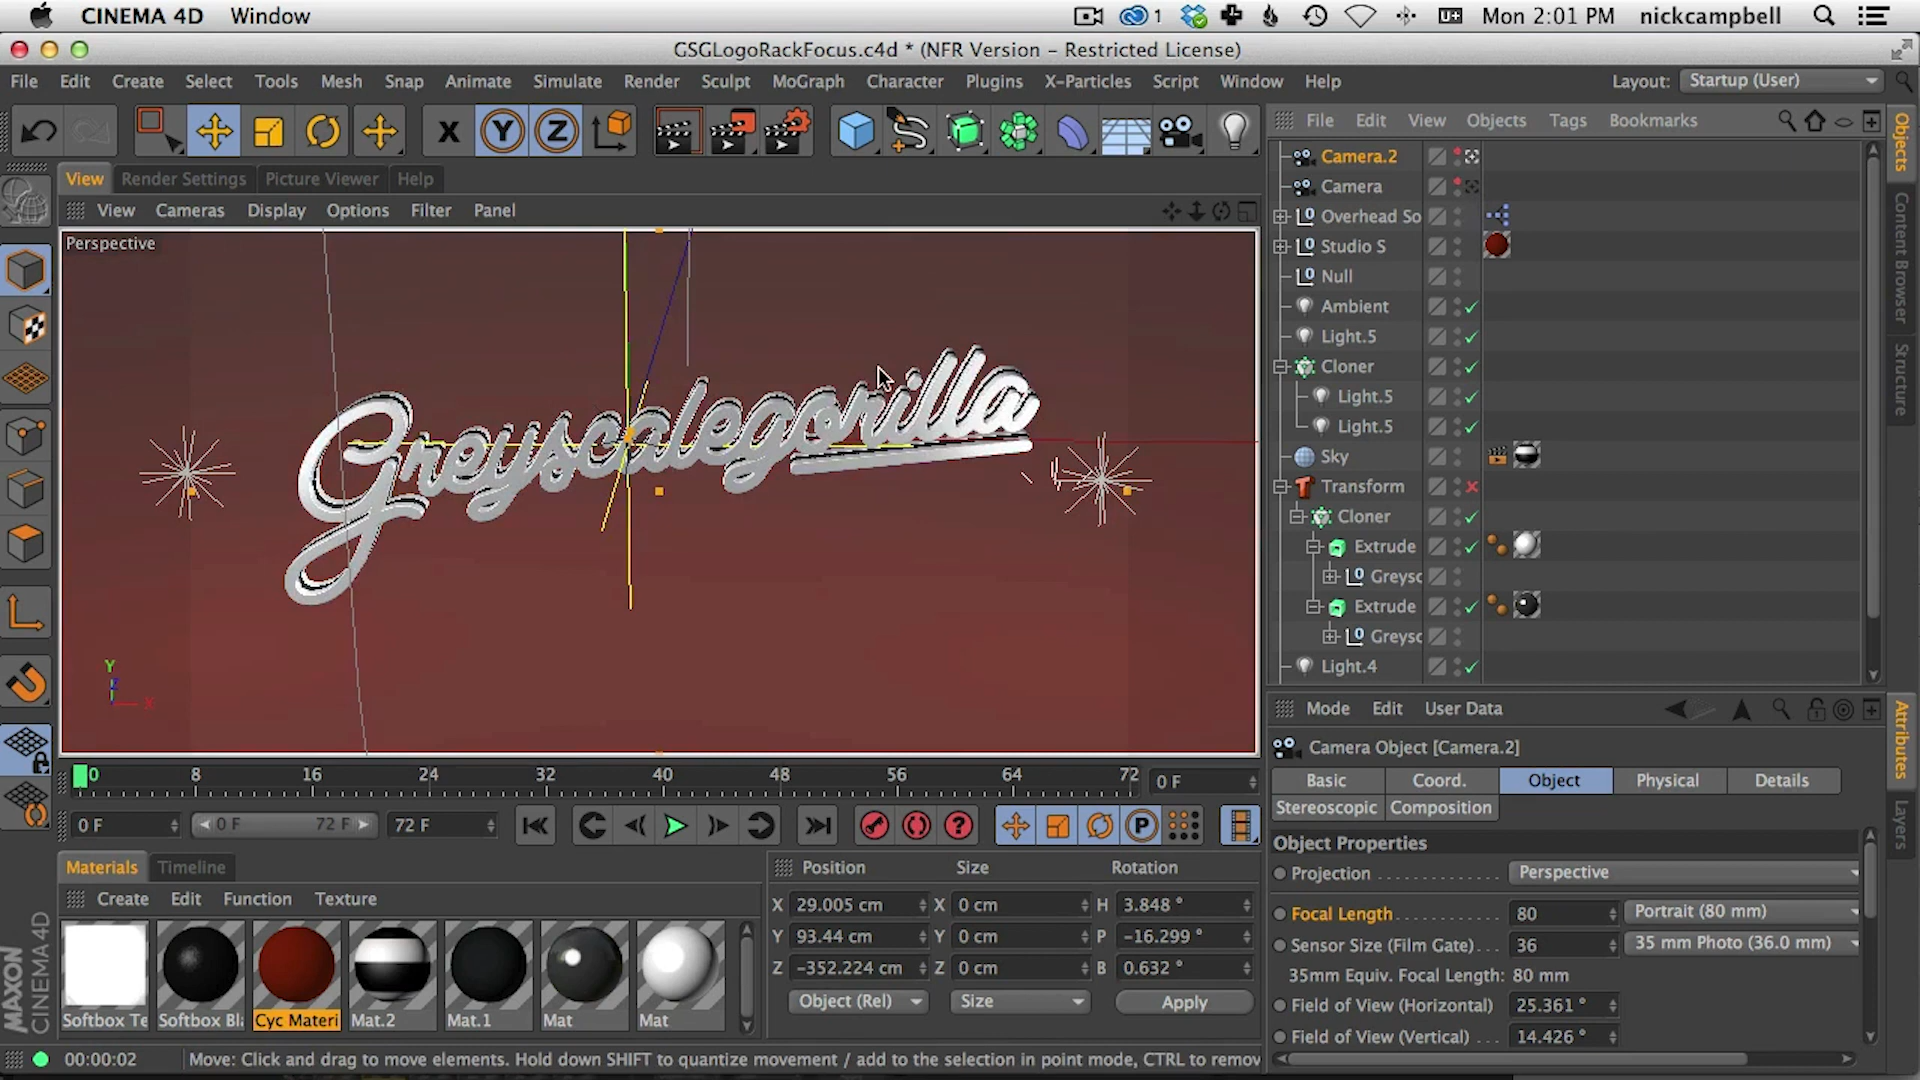 CINEMA 4D Window 1 Mon 2:01 PM nickcampbell
GSGLogoRackFocus.c4d * (NFR Version – Restricted License)
File Edit Create Select Tools Mesh Snap Animate Simulate Render Sculpt MoGraph Character Plugins X-Particles Script Window Help Layout: Startup (User)
X Y Z
View Render Settings Picture Viewer Help
View Cameras Display Options Filter Panel
Perspective
Greyscalegorilla
Y
Z
X
0 8 16 24 32 40 48 56 64 72 0 F
0 F 0 F 72 F 72 F
Materials Timeline
Create Edit Function Texture
Softbox Te Softbox Bl Cyc Materi Mat.2 Mat.1 Mat Mat
MAXON
CINEMA4D
Position Size Rotation
X 29.005 cm X 0 cm H 3.848 °
Y 93.44 cm Y 0 cm P -16.299 °
Z -352.224 cm Z 0 cm B 0.632 °
Object (Rel) Size Apply
00:00:02 Move: Click and drag to move elements. Hold down SHIFT to quantize movement / add to the selection in point mode, CTRL to remov
File Edit View Objects Tags Bookmarks
Camera.2
Camera
Overhead So
Studio S
Null
Ambient
Light.5
Cloner
Light.5
Light.5
Sky
Transform
Cloner
Extrude
Greysc
Extrude
Greysc
Light.4
Objects
Content Browser
Structure
Mode Edit User Data
Camera Object [Camera.2]
Basic Coord. Object Physical Details
Stereoscopic Composition
Object Properties
Projection Perspective
Focal Length 80 Portrait (80 mm)
Sensor Size (Film Gate) 36 35 mm Photo (36.0 mm)
35mm Equiv. Focal Length: 80 mm
Field of View (Horizontal) 25.361 °
Field of View (Vertical) 14.426 °
Attributes
Layers